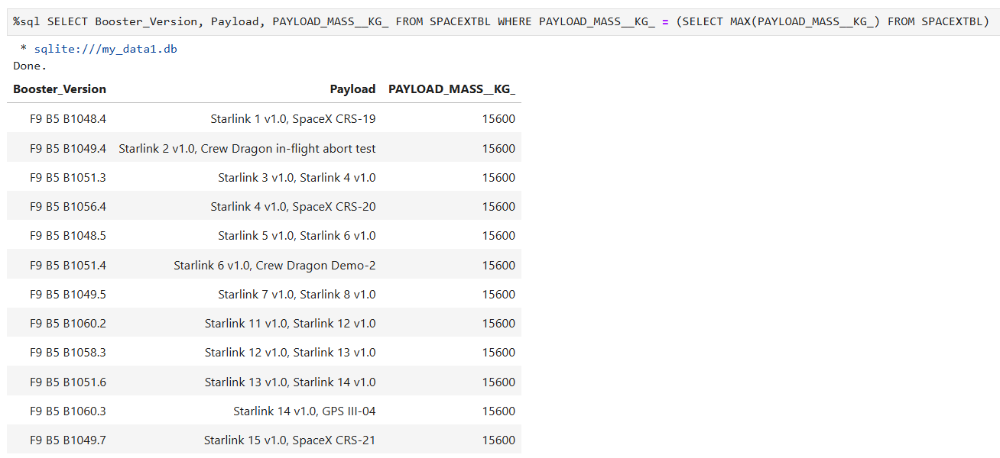 %sql SELECT Booster_Version, Payload, PAYLOAD_MASS__KG_ FROM SPACEXTBL WHERE PAYLOAD_MASS__KG_ = (SELECT MAX(PAYLOAD_MASS__KG_) FROM SPACEXTBL)
* sqlite:///my_data1.db
Done.
Booster_Version Payload PAYLOAD_MASS__KG_
F9 B5 B1048.4 Starlink 1 v1.0, SpaceX CRS-19 15600
F9 B5 B1049.4 Starlink 2 v1.0, Crew Dragon in-flight abort test 15600
F9 B5 B1051.3 Starlink 3 v1.0, Starlink 4 v1.0 15600
F9 B5 B1056.4 Starlink 4 v1.0, SpaceX CRS-20 15600
F9 B5 B1048.5 Starlink 5 v1.0, Starlink 6 v1.0 15600
F9 B5 B1051.4 Starlink 6 v1.0, Crew Dragon Demo-2 15600
F9 B5 B1049.5 Starlink 7 v1.0, Starlink 8 v1.0 15600
F9 B5 B1060.2 Starlink 11 v1.0, Starlink 12 v1.0 15600
F9 B5 B1058.3 Starlink 12 v1.0, Starlink 13 v1.0 15600
F9 B5 B1051.6 Starlink 13 v1.0, Starlink 14 v1.0 15600
F9 B5 B1060.3 Starlink 14 v1.0, GPS III-04 15600
F9 B5 B1049.7 Starlink 15 v1.0, SpaceX CRS-21 15600